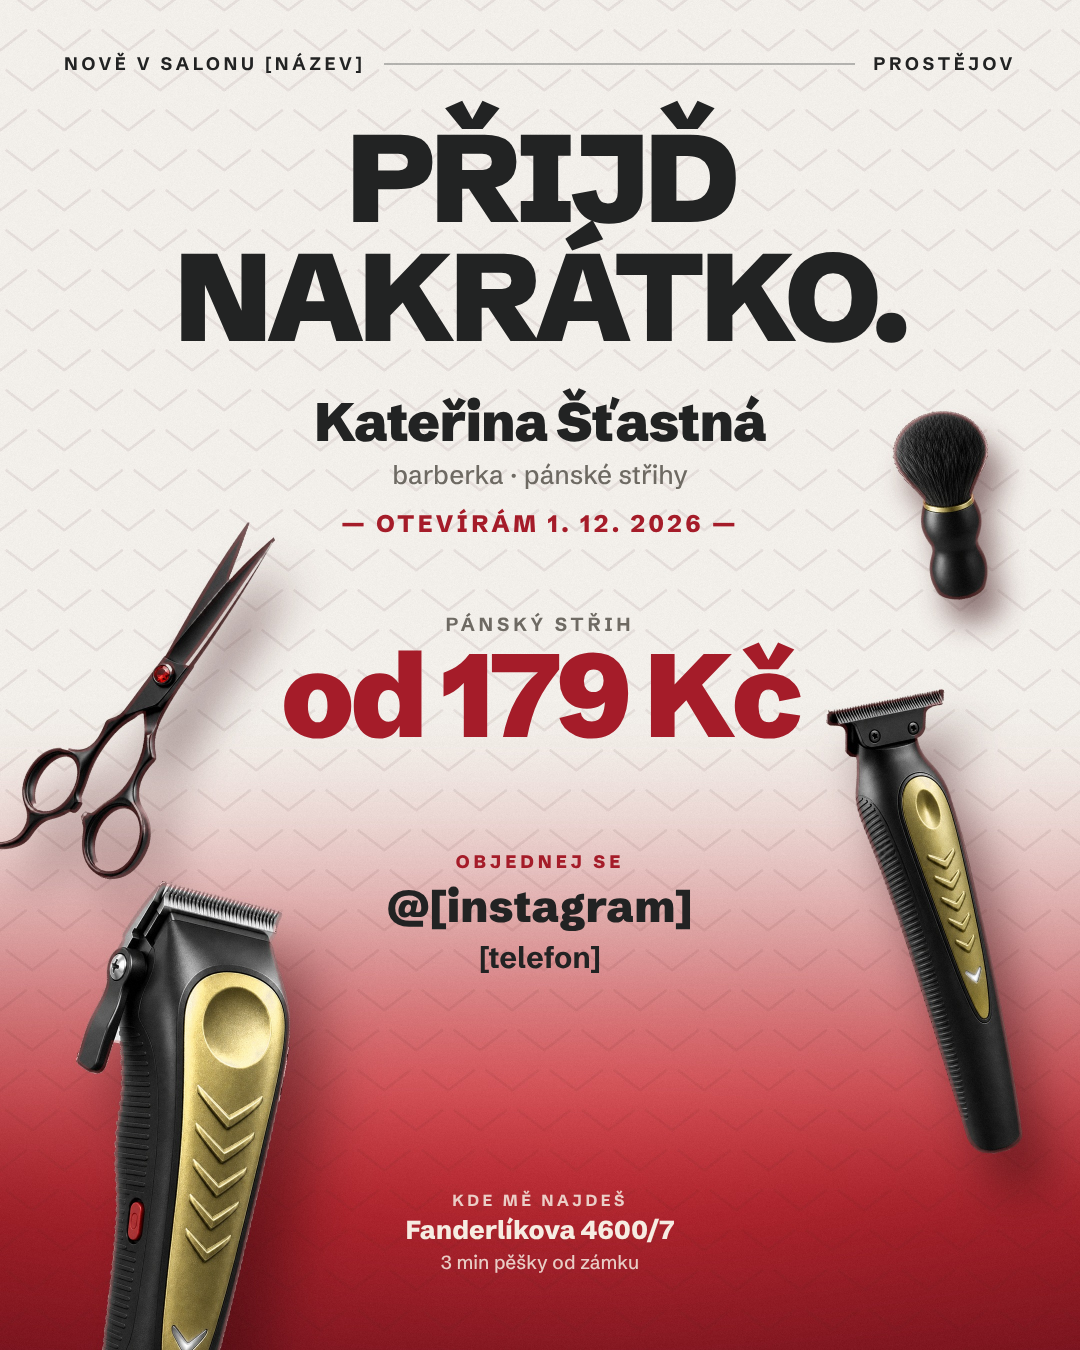 NOVĚ V SALONU [NÁZEV]
PROSTĚJOV
PŘIJĎ
NAKRÁTKO.
Kateřina Šťastná
barberka · pánské střihy
— OTEVÍRÁM 1. 12. 2026 —
PÁNSKÝ STŘIH
od 179 Kč
OBJEDNEJ SE
@[instagram]
[telefon]
KDE MĚ NAJDEŠ
Fanderlíkova 4600/7
3 min pěšky od zámku